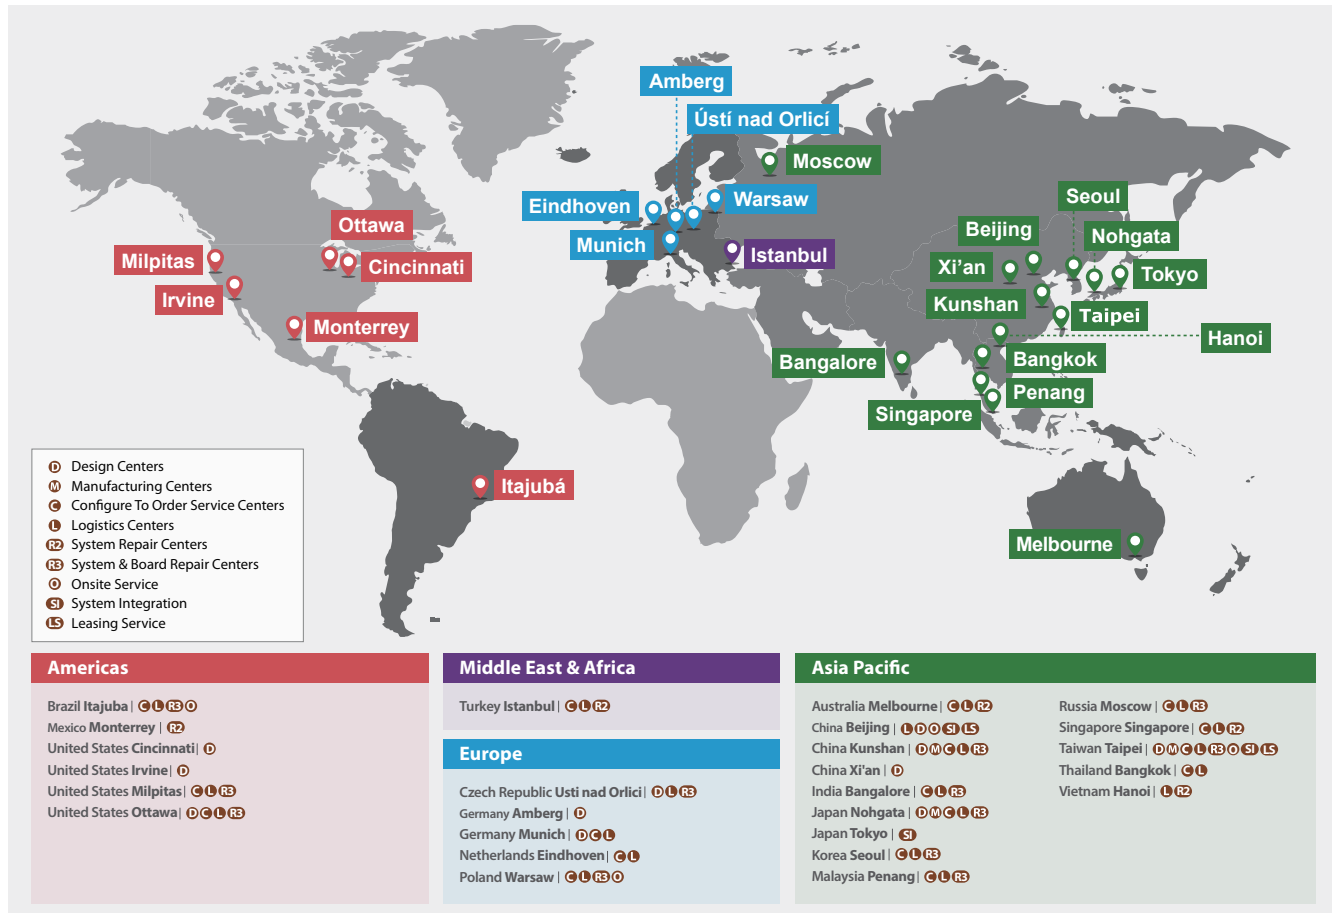 Amberg
Ústí nad Orlicí
Moscow
Eindhoven
Warsaw
Munich
Istanbul
Ottawa
Milpitas
Cincinnati
Irvine
Monterrey
Seoul
Beijing
Nohgata
Xi’an
Tokyo
Kunshan
Taipei
Hanoi
Bangalore
Bangkok
Penang
Singapore
Itajubá
Melbourne
D Design Centers
M Manufacturing Centers
C Configure To Order Service Centers
L Logistics Centers
R2 System Repair Centers
R3 System & Board Repair Centers
O Onsite Service
SI System Integration
LS Leasing Service
Americas
Brazil Itajuba | C L R3 O
Mexico Monterrey | R2
United States Cincinnati | D
United States Irvine | D
United States Milpitas | C L R3
United States Ottawa | D C L R3
Middle East & Africa
Turkey Istanbul | C L R2
Europe
Czech Republic Usti nad Orlici | D L R3
Germany Amberg | D
Germany Munich | D C L
Netherlands Eindhoven | C L
Poland Warsaw | C L R3 O
Asia Pacific
Australia Melbourne | C L R2
China Beijing | L D O SI LS
China Kunshan | D M C L R3
China Xi'an | D
India Bangalore | C L R3
Japan Nohgata | D M C L R3
Japan Tokyo | SI
Korea Seoul | C L R3
Malaysia Penang | C L R3
Russia Moscow | C L R3
Singapore Singapore | C L R2
Taiwan Taipei | D M C L R3 O SI LS
Thailand Bangkok | C L
Vietnam Hanoi | L R2